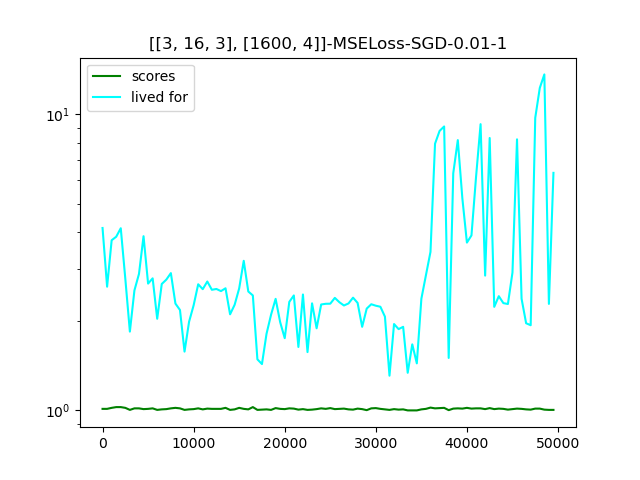 [[3, 16, 3], [1600, 4]]-MSELoss-SGD-0.01-1
scores
lived for
10¹
10⁰
0 10000 20000 30000 40000 50000